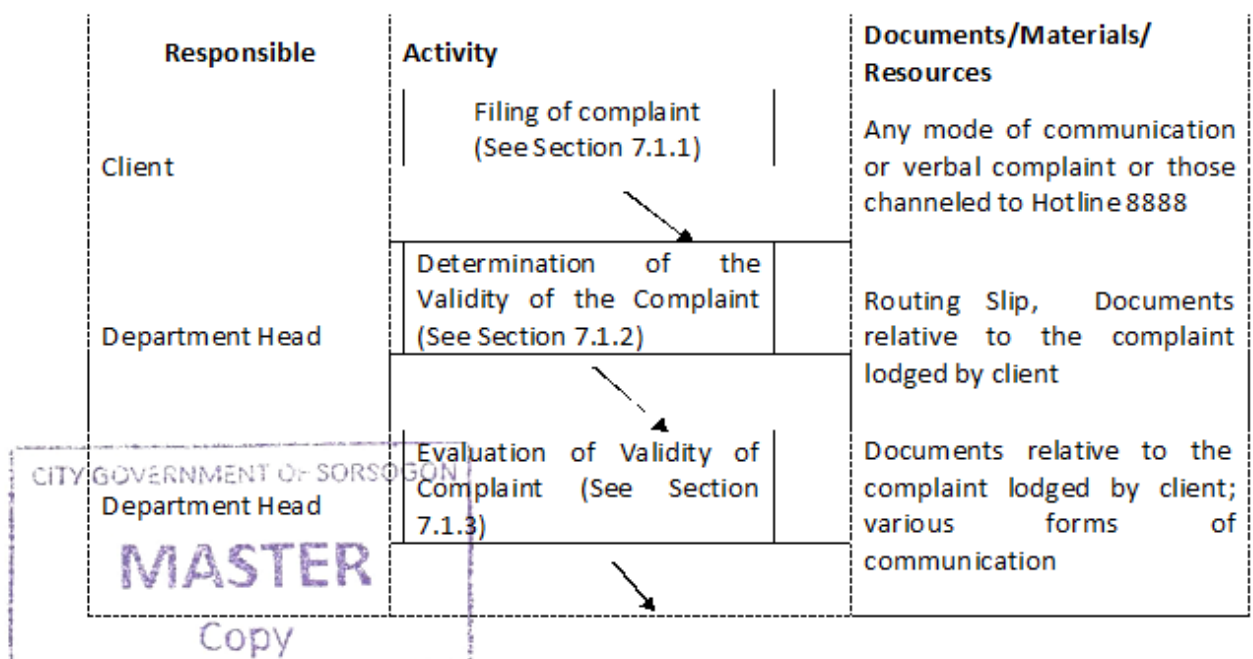 Responsible
Activity
Documents/Materials/
Resources
Client
Filing of complaint
(See Section 7.1.1)
Any mode of communication
or verbal complaint or those
channeled to Hotline 8888
Department Head
Determination of the
Validity of the Complaint
(See Section 7.1.2)
Routing Slip, Documents
relative to the complaint
lodged by client
Department Head
Evaluation of Validity of
Complaint (See Section
7.1.3)
Documents relative to the
complaint lodged by client;
various forms of
communication
CITY GOVERNMENT OF SORSOGON
MASTER
Copy